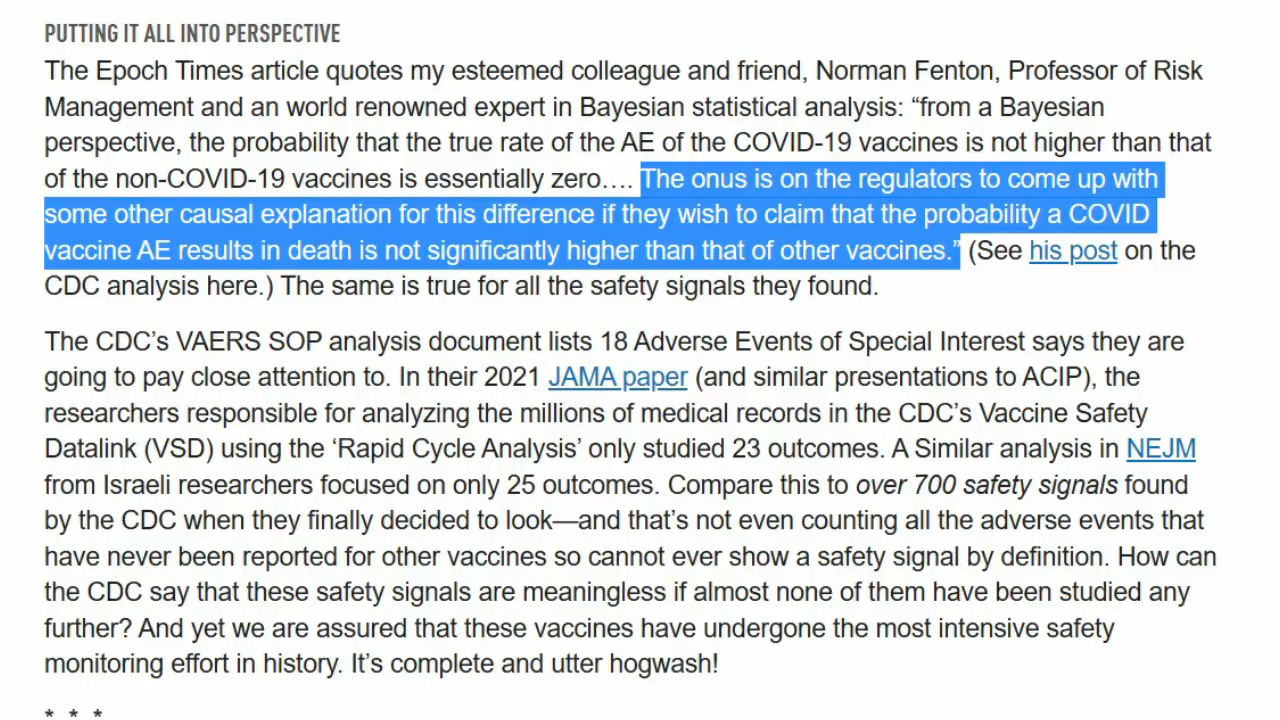 PUTTING IT ALL INTO PERSPECTIVE
The Epoch Times article quotes my esteemed colleague and friend, Norman Fenton, Professor of Risk
Management and an world renowned expert in Bayesian statistical analysis: “from a Bayesian
perspective, the probability that the true rate of the AE of the COVID-19 vaccines is not higher than that
of the non-COVID-19 vaccines is essentially zero…. The onus is on the regulators to come up with
some other causal explanation for this difference if they wish to claim that the probability a COVID
vaccine AE results in death is not significantly higher than that of other vaccines.” (See his post on the
CDC analysis here.) The same is true for all the safety signals they found.
The CDC’s VAERS SOP analysis document lists 18 Adverse Events of Special Interest says they are
going to pay close attention to. In their 2021 JAMA paper (and similar presentations to ACIP), the
researchers responsible for analyzing the millions of medical records in the CDC’s Vaccine Safety
Datalink (VSD) using the ‘Rapid Cycle Analysis’ only studied 23 outcomes. A Similar analysis in NEJM
from Israeli researchers focused on only 25 outcomes. Compare this to over 700 safety signals found
by the CDC when they finally decided to look—and that’s not even counting all the adverse events that
have never been reported for other vaccines so cannot ever show a safety signal by definition. How can
the CDC say that these safety signals are meaningless if almost none of them have been studied any
further? And yet we are assured that these vaccines have undergone the most intensive safety
monitoring effort in history. It’s complete and utter hogwash!
* * *